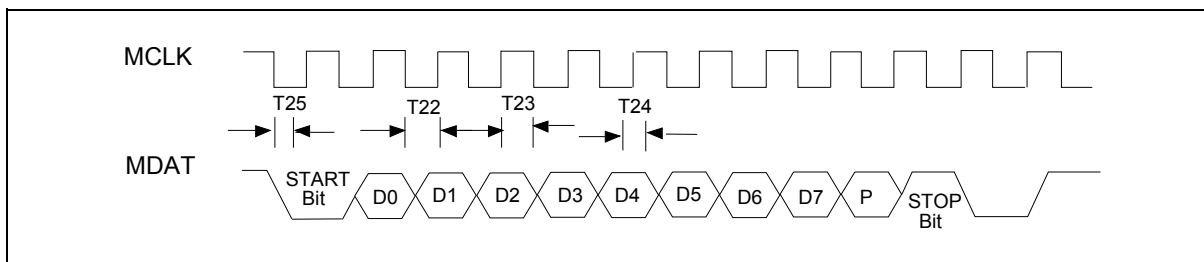 MCLK
T25 T22 T23 T24
MDAT
START
Bit
D0 D1 D2 D3 D4 D5 D6 D7 P
STOP
Bit